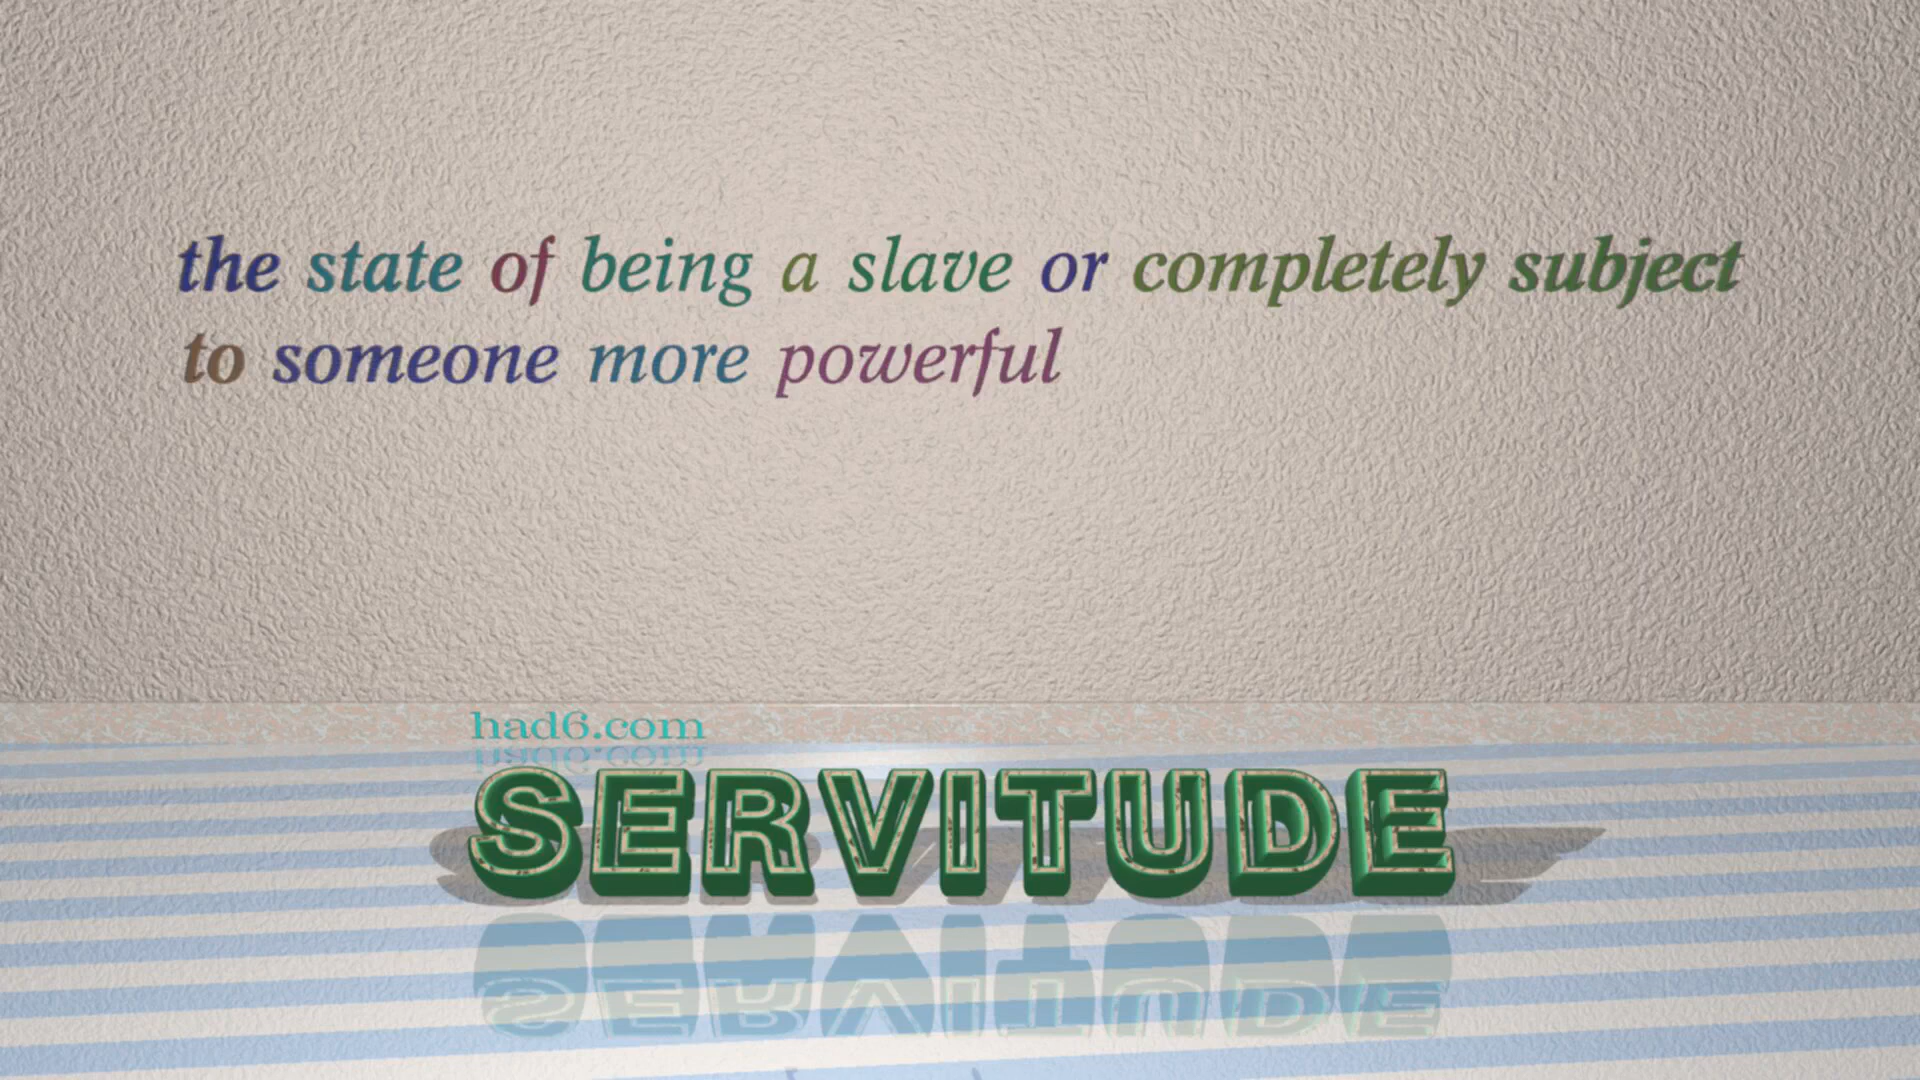 the state of being a slave or completely subject
to someone more powerful
had6.com
SERVITUDE